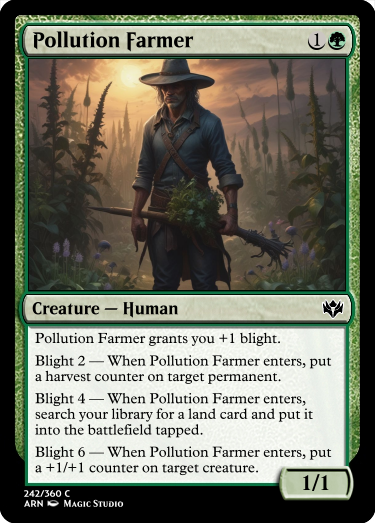 Pollution Farmer 1
Creature — Human
Pollution Farmer grants you +1 blight.
Blight 2 — When Pollution Farmer enters, put
a harvest counter on target permanent.
Blight 4 — When Pollution Farmer enters,
search your library for a land card and put it
into the battlefield tapped.
Blight 6 — When Pollution Farmer enters, put
a +1/+1 counter on target creature.
1/1
242/360 C
ARN Magic Studio